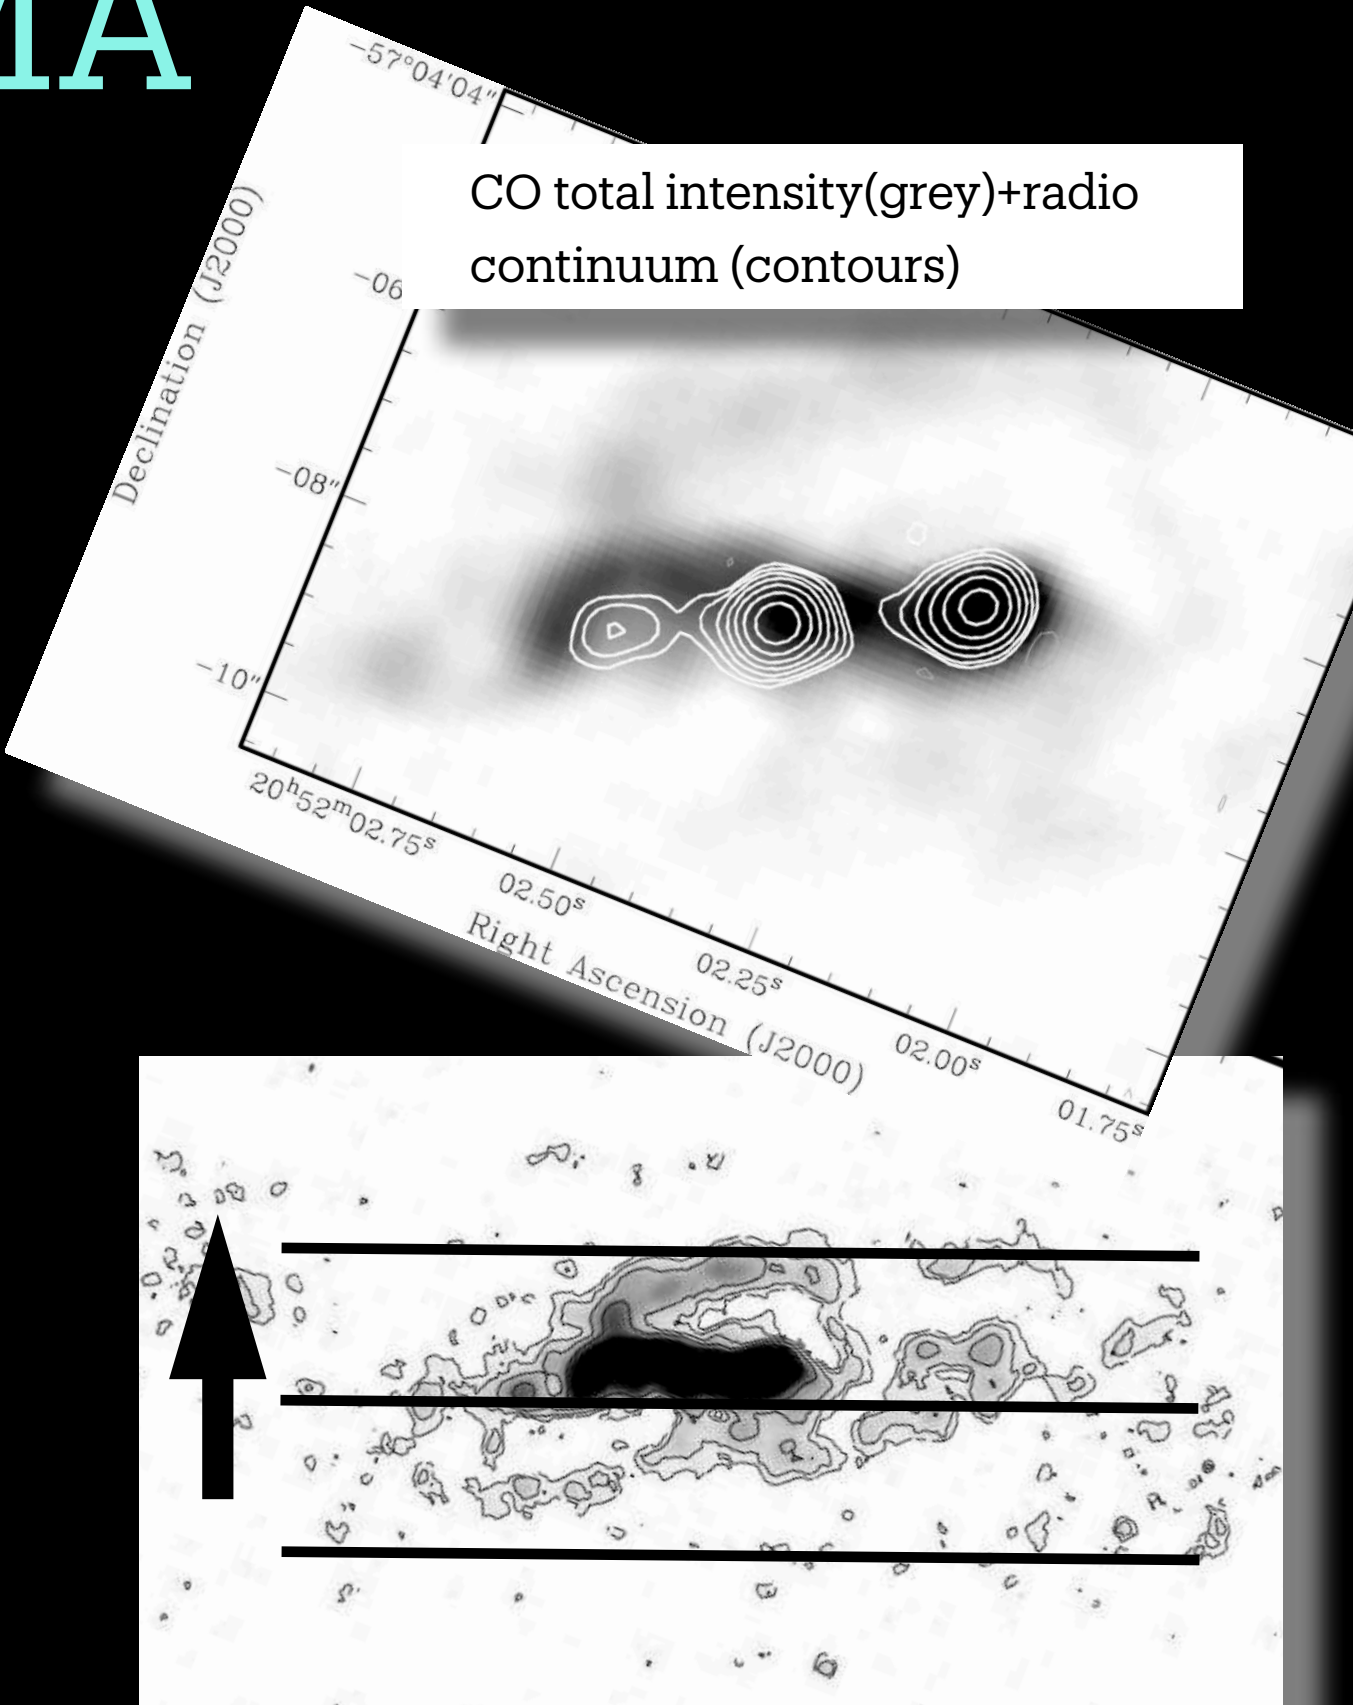 MA
−57°04'04"
CO total intensity(grey)+radio
continuum (contours)
−06
Declination (J2000)
−08"
−10"
20ʰ52ᵐ02.75ˢ
02.50ˢ
02.25ˢ
02.00ˢ
01.75ˢ
Right Ascension (J2000)